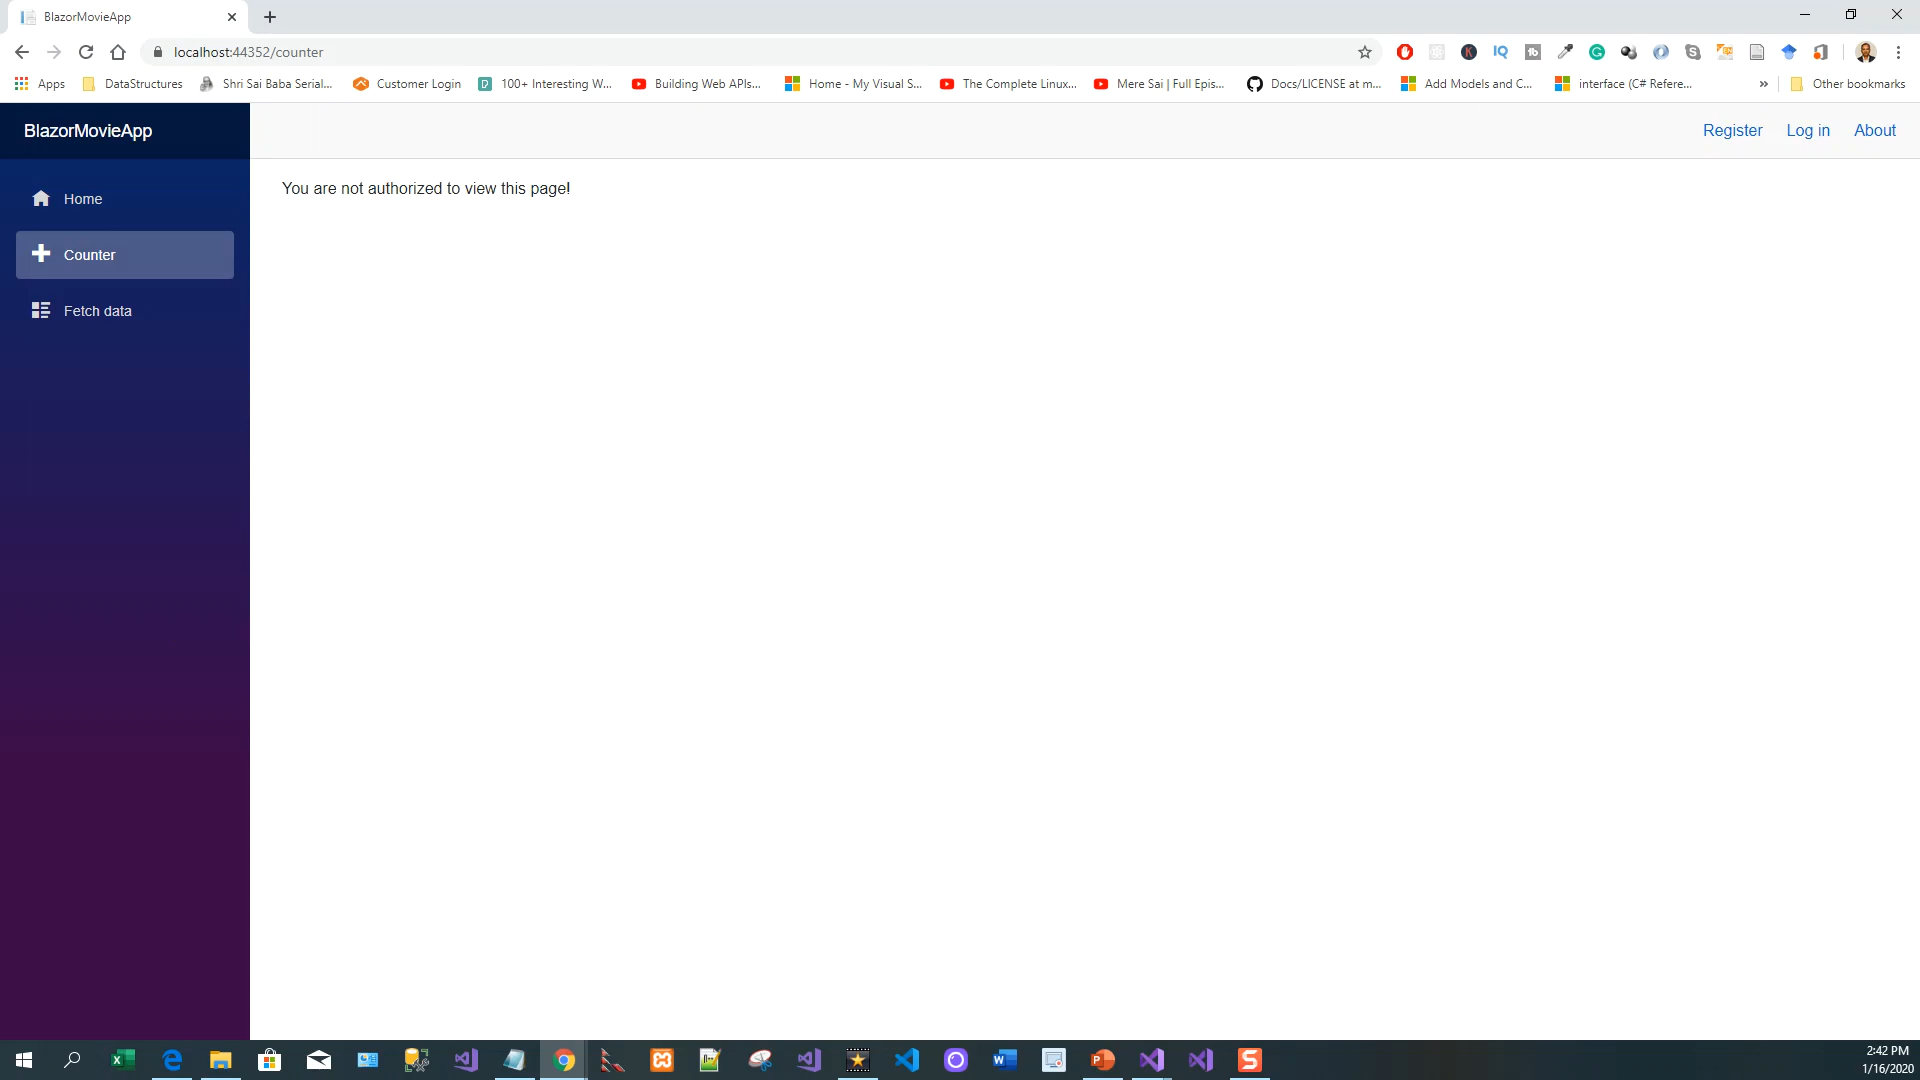 BlazorMovieApp
localhost:44352/counter
Apps
DataStructures
Shri Sai Baba Serial...
Customer Login
100+ Interesting W...
Building Web APIs...
Home - My Visual S...
The Complete Linux...
Mere Sai | Full Epis...
Docs/LICENSE at m...
Add Models and C...
interface (C# Refere...
»
Other bookmarks
BlazorMovieApp
Register
Log in
About
Home
Counter
Fetch data
You are not authorized to view this page!
2:42 PM
1/16/2020